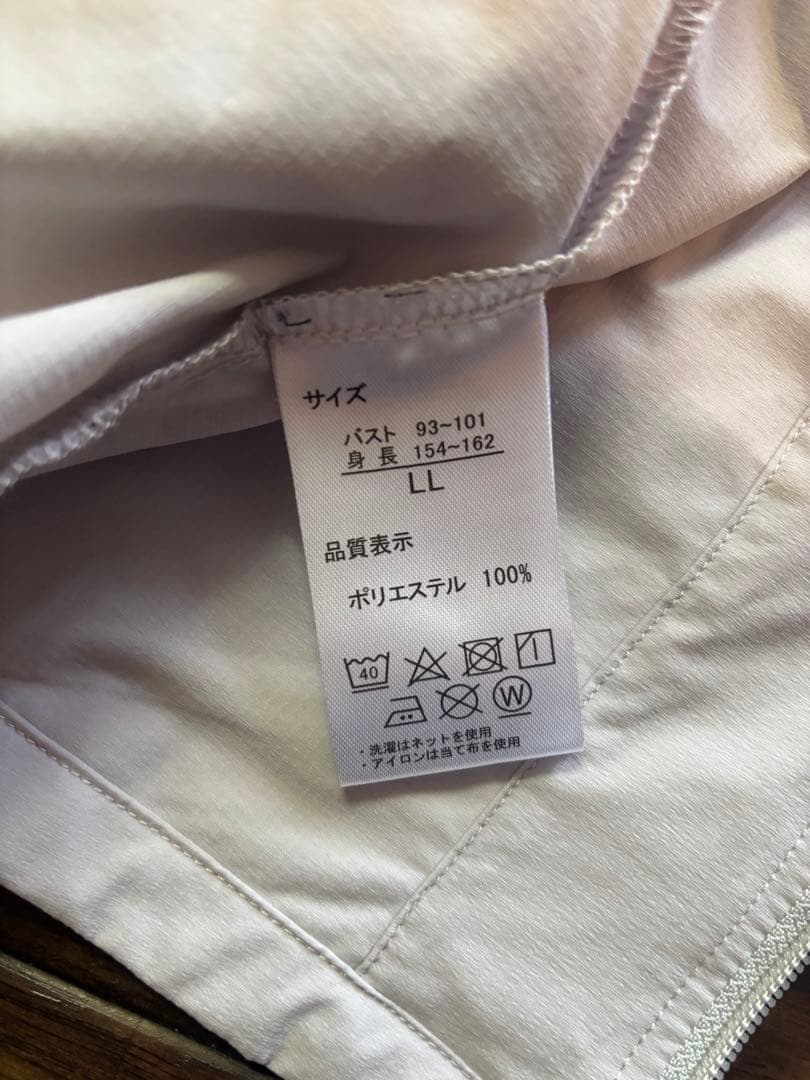 サイズ
バスト 93~101
身長 154~162
LL
品質表示
ポリエステル 100%
40
W
・洗濯はネットを使用
・アイロンは当て布を使用